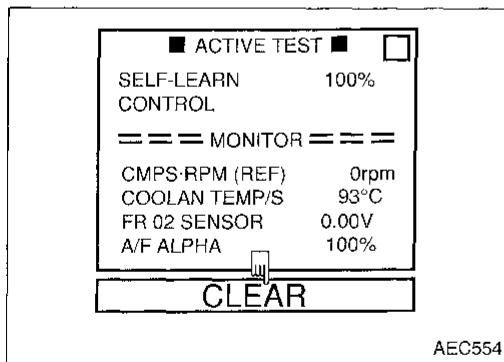 ■ ACTIVE TEST ■
SELF-LEARN 100%
CONTROL
=== MONITOR ===
CMPS·RPM (REF) 0rpm
COOLAN TEMP/S 93°C
FR 02 SENSOR 0.00V
A/F ALPHA 100%
CLEAR
AEC554